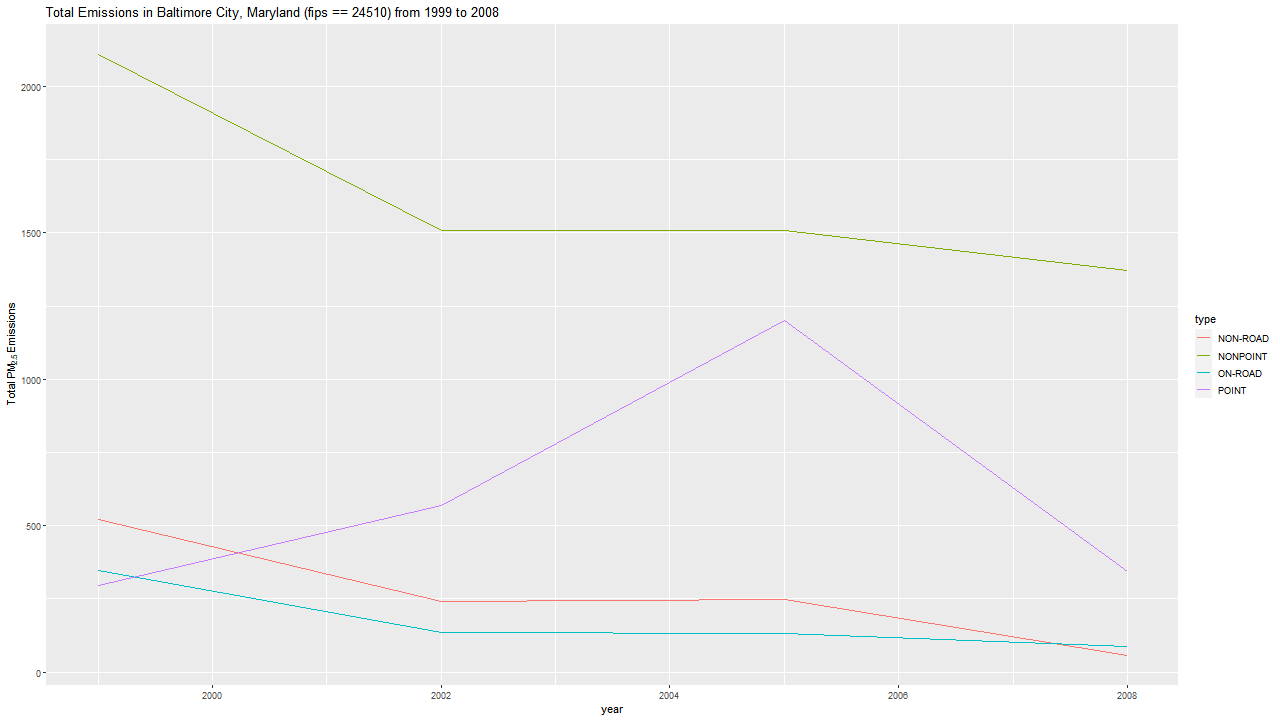 Total Emissions in Baltimore City, Maryland (fips == 24510) from 1999 to 2008
2000
1500
1000
500
0
Total PM2.5 Emissions
2000
2002
2004
2006
2008
year
type
NON-ROAD
NONPOINT
ON-ROAD
POINT